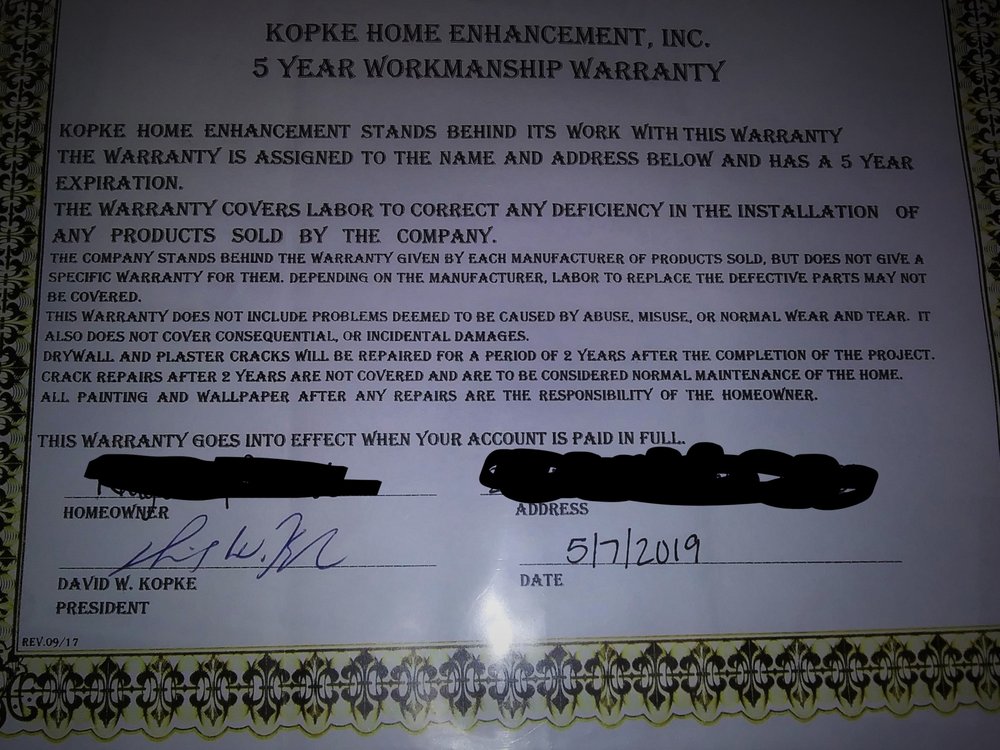 KOPKE HOME ENHANCEMENT, INC.
5 YEAR WORKMANSHIP WARRANTY
KOPKE HOME ENHANCEMENT STANDS BEHIND ITS WORK WITH THIS WARRANTY
THE WARRANTY IS ASSIGNED TO THE NAME AND ADDRESS BELOW AND HAS A 5 YEAR
EXPIRATION.
THE WARRANTY COVERS LABOR TO CORRECT ANY DEFICIENCY IN THE INSTALLATION OF
ANY PRODUCTS SOLD BY THE COMPANY.
THE COMPANY STANDS BEHIND THE WARRANTY GIVEN BY EACH MANUFACTURER OF PRODUCTS SOLD, BUT DOES NOT GIVE A
SPECIFIC WARRANTY FOR THEM. DEPENDING ON THE MANUFACTURER, LABOR TO REPLACE THE DEFECTIVE PARTS MAY NOT
BE COVERED.
THIS WARRANTY DOES NOT INCLUDE PROBLEMS DEEMED TO BE CAUSED BY ABUSE, MISUSE, OR NORMAL WEAR AND TEAR. IT
ALSO DOES NOT COVER CONSEQUENTIAL, OR INCIDENTAL DAMAGES.
DRYWALL AND PLASTER CRACKS WILL BE REPAIRED FOR A PERIOD OF 2 YEARS AFTER THE COMPLETION OF THE PROJECT.
CRACK REPAIRS AFTER 2 YEARS ARE NOT COVERED AND ARE TO BE CONSIDERED NORMAL MAINTENANCE OF THE HOME.
ALL PAINTING AND WALLPAPER AFTER ANY REPAIRS ARE THE RESPONSIBILITY OF THE HOMEOWNER.
THIS WARRANTY GOES INTO EFFECT WHEN YOUR ACCOUNT IS PAID IN FULL.
HOMEOWNER
ADDRESS
5/7/2019
DAVID W. KOPKE
DATE
PRESIDENT
REV.09/17